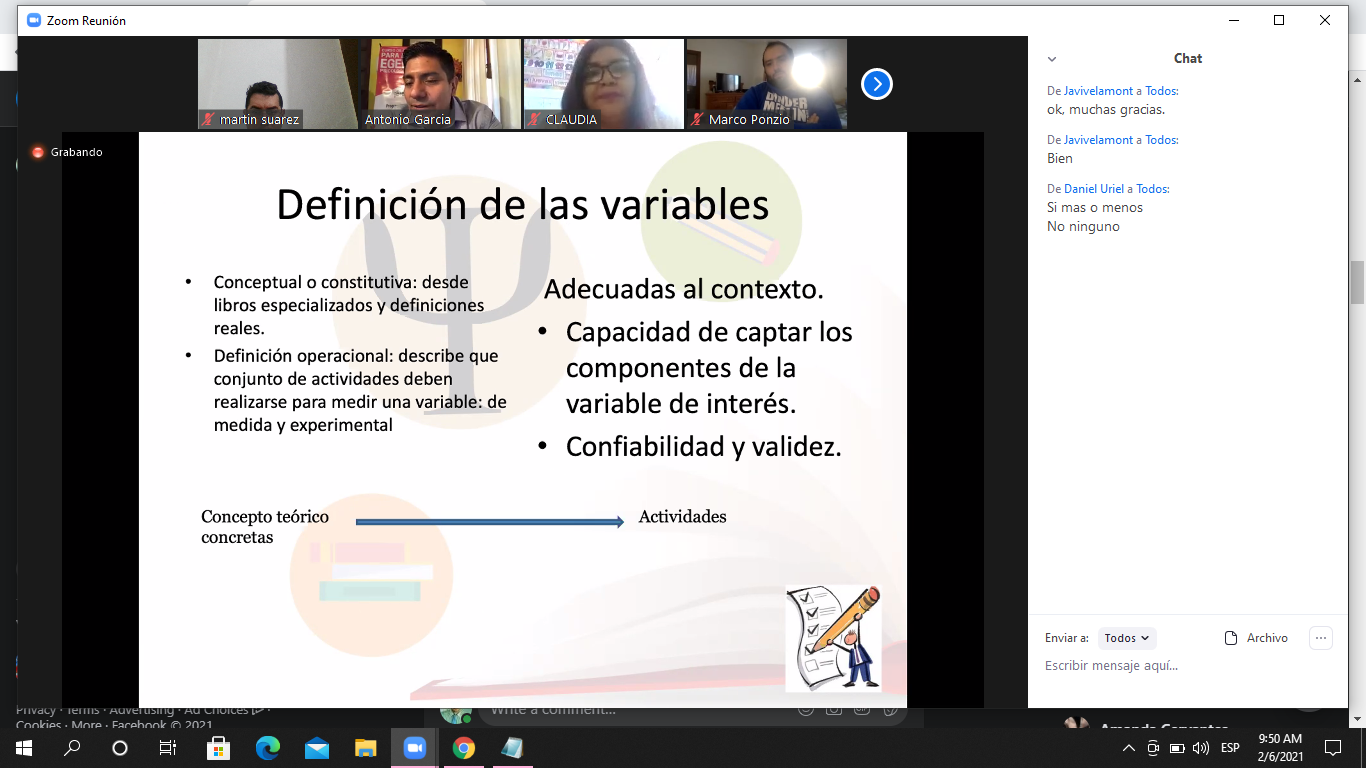 Zoom Reunión
martin suarez
Antonio Garcia
CLAUDIA
Marco Ponzio
Grabando
Definición de las variables
• Conceptual o constitutiva: desde
libros especializados y definiciones
reales.
• Definición operacional: describe que
conjunto de actividades deben
realizarse para medir una variable: de
medida y experimental
Adecuadas al contexto.
• Capacidad de captar los
componentes de la
variable de interés.
• Confiabilidad y validez.
Concepto teórico
concretas
Actividades
Chat
De Javivelamont a Todos:
ok, muchas gracias.
De Javivelamont a Todos:
Bien
De Daniel Uriel a Todos:
Si mas o menos
No ninguno
Enviar a: Todos
Archivo
Escribir mensaje aquí...
Privacy · Terms · Advertising · Ad Choices
Cookies · More · Facebook © 2021
Write a comment...
Amanda Cervantes
ESP
9:50 AM
2/6/2021